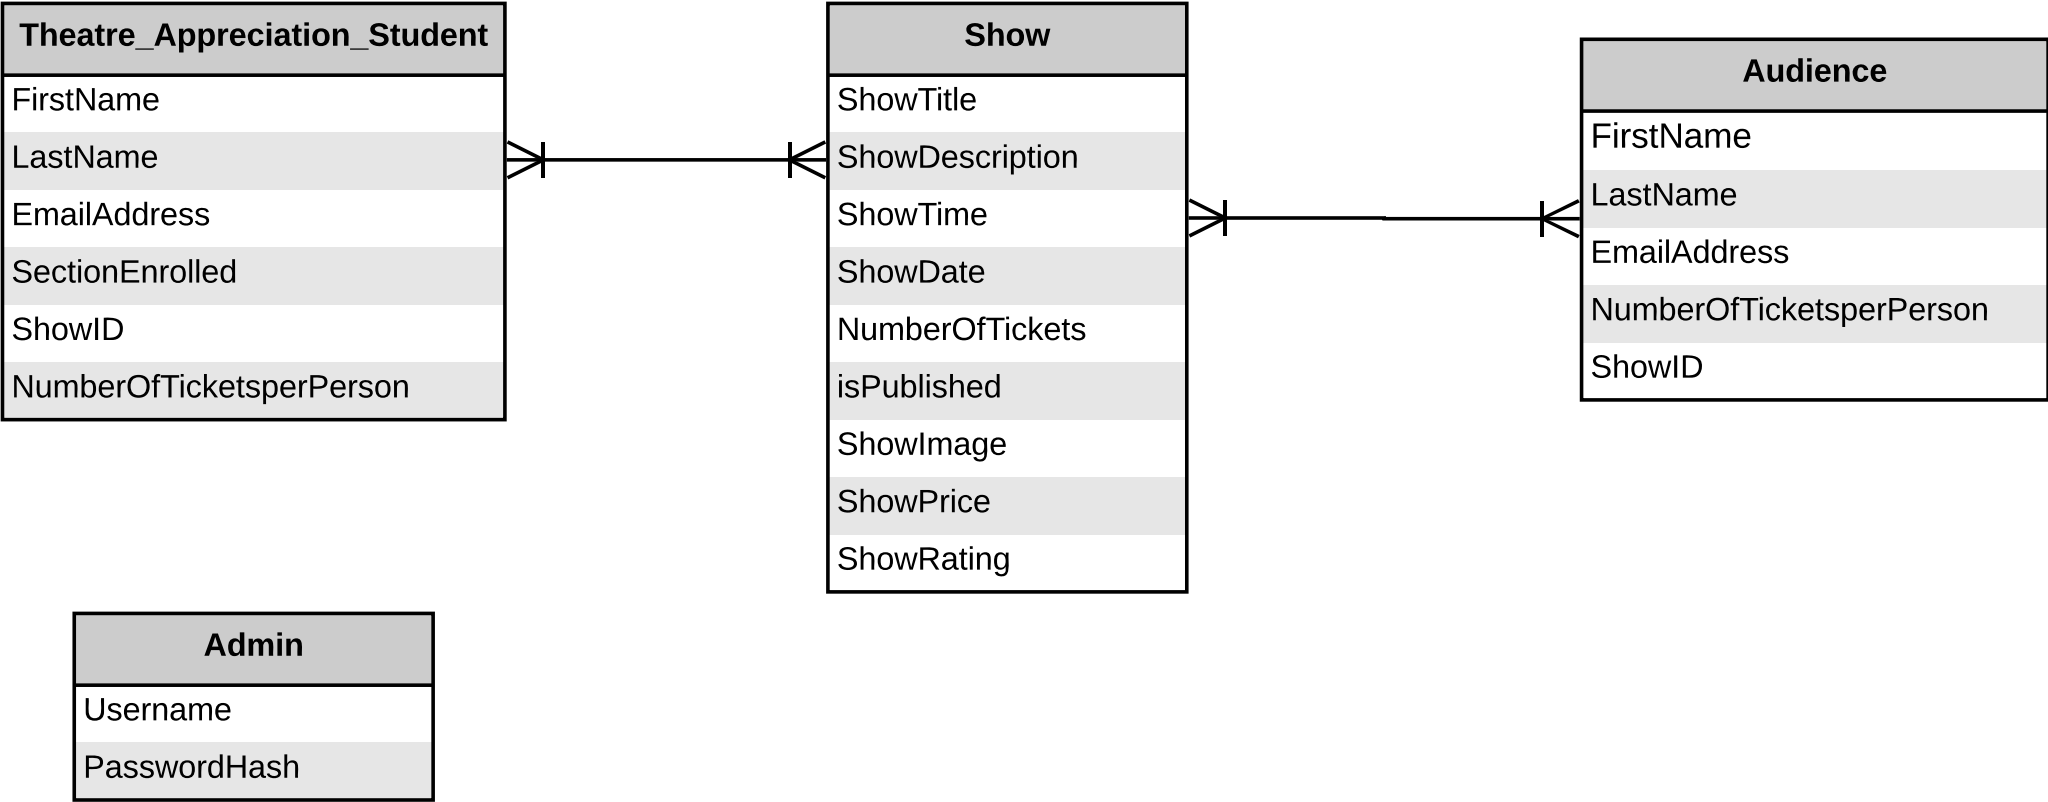 Theatre_Appreciation_Student
FirstName
LastName
EmailAddress
SectionEnrolled
ShowID
NumberOfTicketsperPerson
Show
ShowTitle
ShowDescription
ShowTime
ShowDate
NumberOfTickets
isPublished
ShowImage
ShowPrice
ShowRating
Audience
FirstName
LastName
EmailAddress
NumberOfTicketsperPerson
ShowID
Admin
Username
PasswordHash